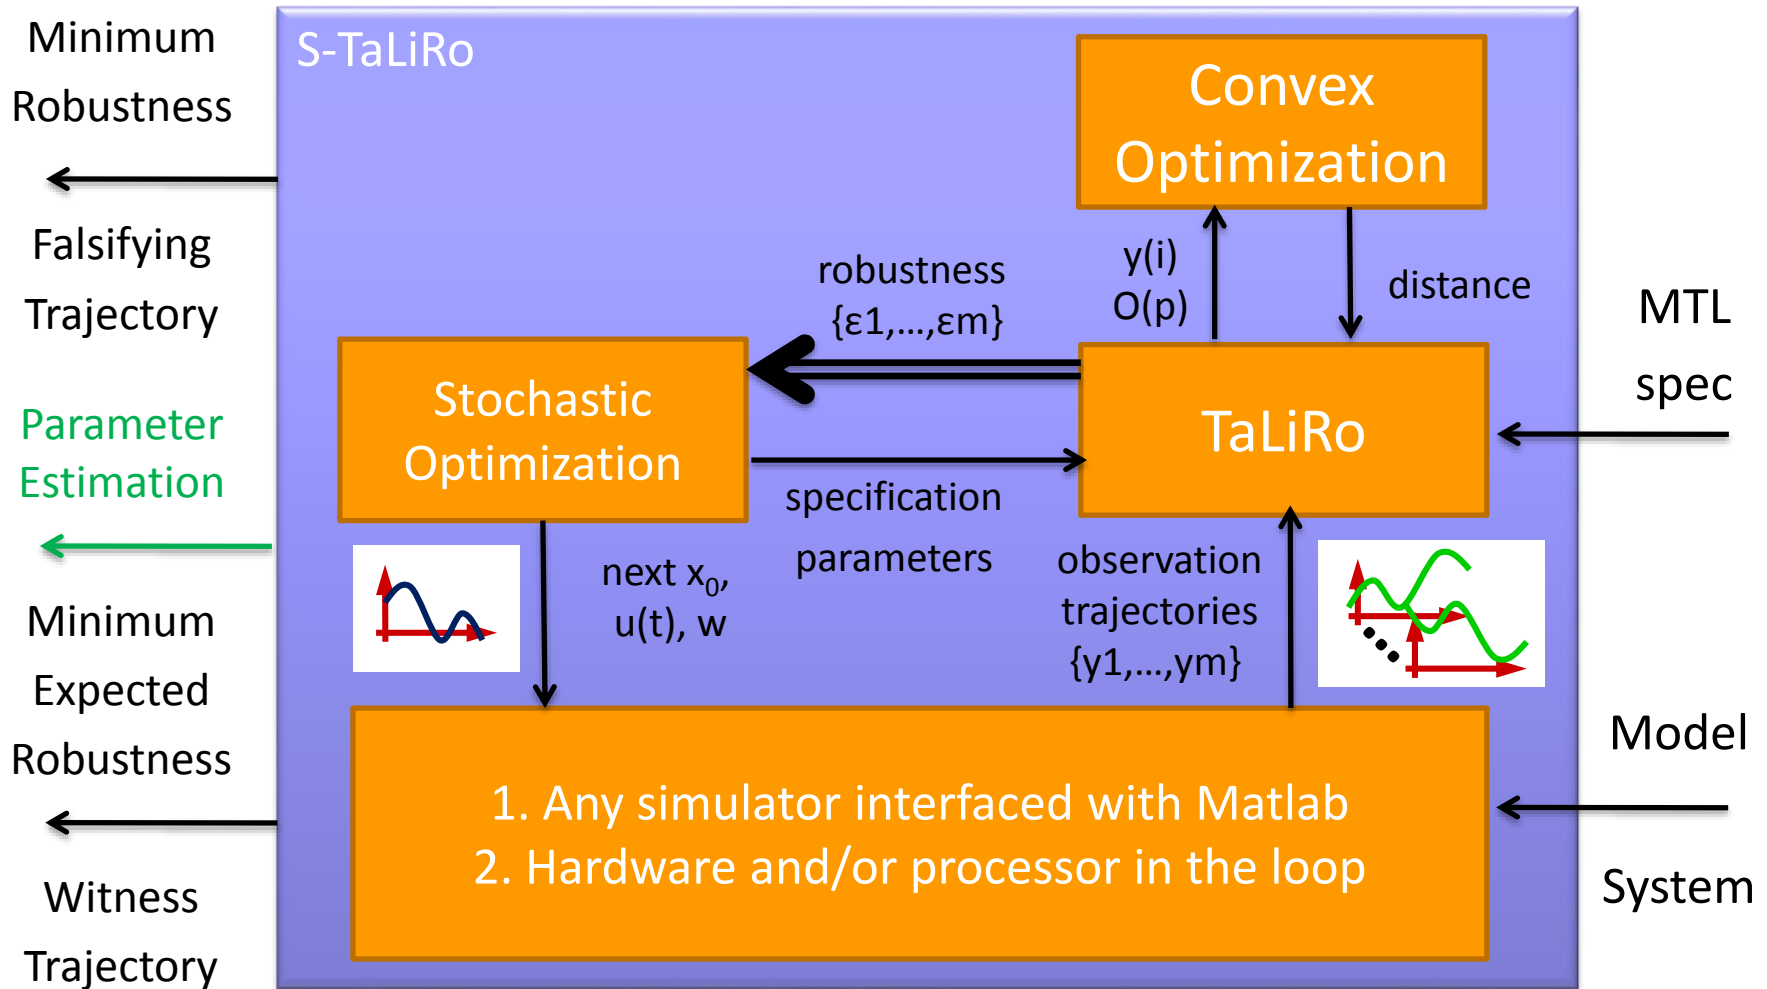 Minimum
Robustness
Falsifying
Trajectory
Parameter
Estimation
Minimum
Expected
Robustness
Witness
Trajectory
S-TaLiRo
Convex
Optimization
y(i)
O(p)
distance
robustness
{ε1,...,εm}
Stochastic
Optimization
TaLiRo
specification
parameters
next x₀,
u(t), w
observation
trajectories
{y1,...,ym}
1. Any simulator interfaced with Matlab
2. Hardware and/or processor in the loop
MTL
spec
Model
System